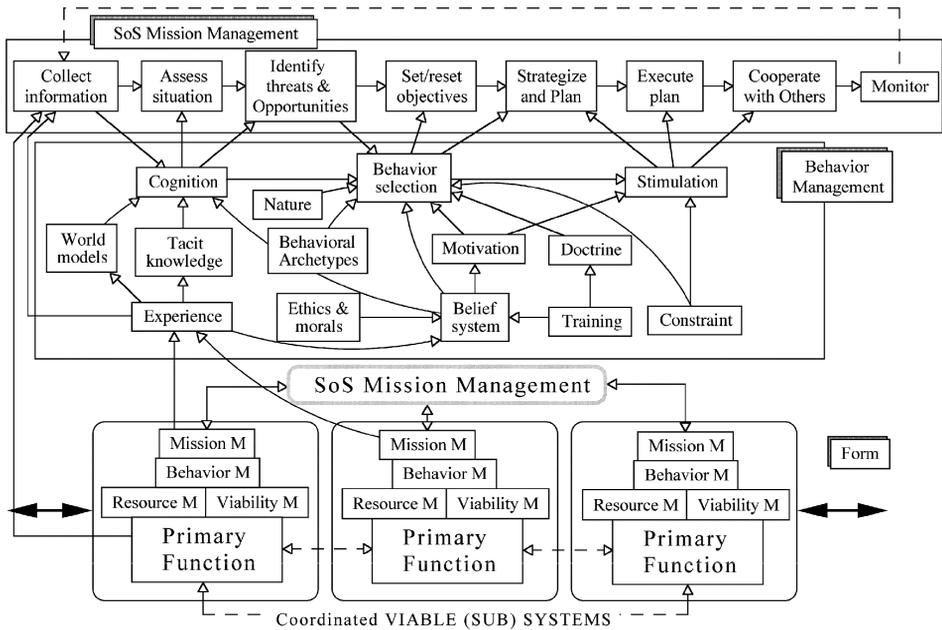 SoS Mission Management
Collect
information
Assess
situation
Identify
threats &
Opportunities
Set/reset
objectives
Strategize
and Plan
Execute
plan
Cooperate
with Others
Monitor
Cognition
Behavior
selection
Stimulation
Behavior
Management
Nature
World
models
Tacit
knowledge
Behavioral
Archetypes
Motivation
Doctrine
Experience
Ethics &
morals
Belief
system
Training
Constraint
SoS Mission Management
Mission M
Behavior M
Resource M
Viability M
Primary
Function
Mission M
Behavior M
Resource M
Viability M
Primary
Function
Mission M
Behavior M
Resource M
Viability M
Primary
Function
Form
Coordinated VIABLE (SUB) SYSTEMS